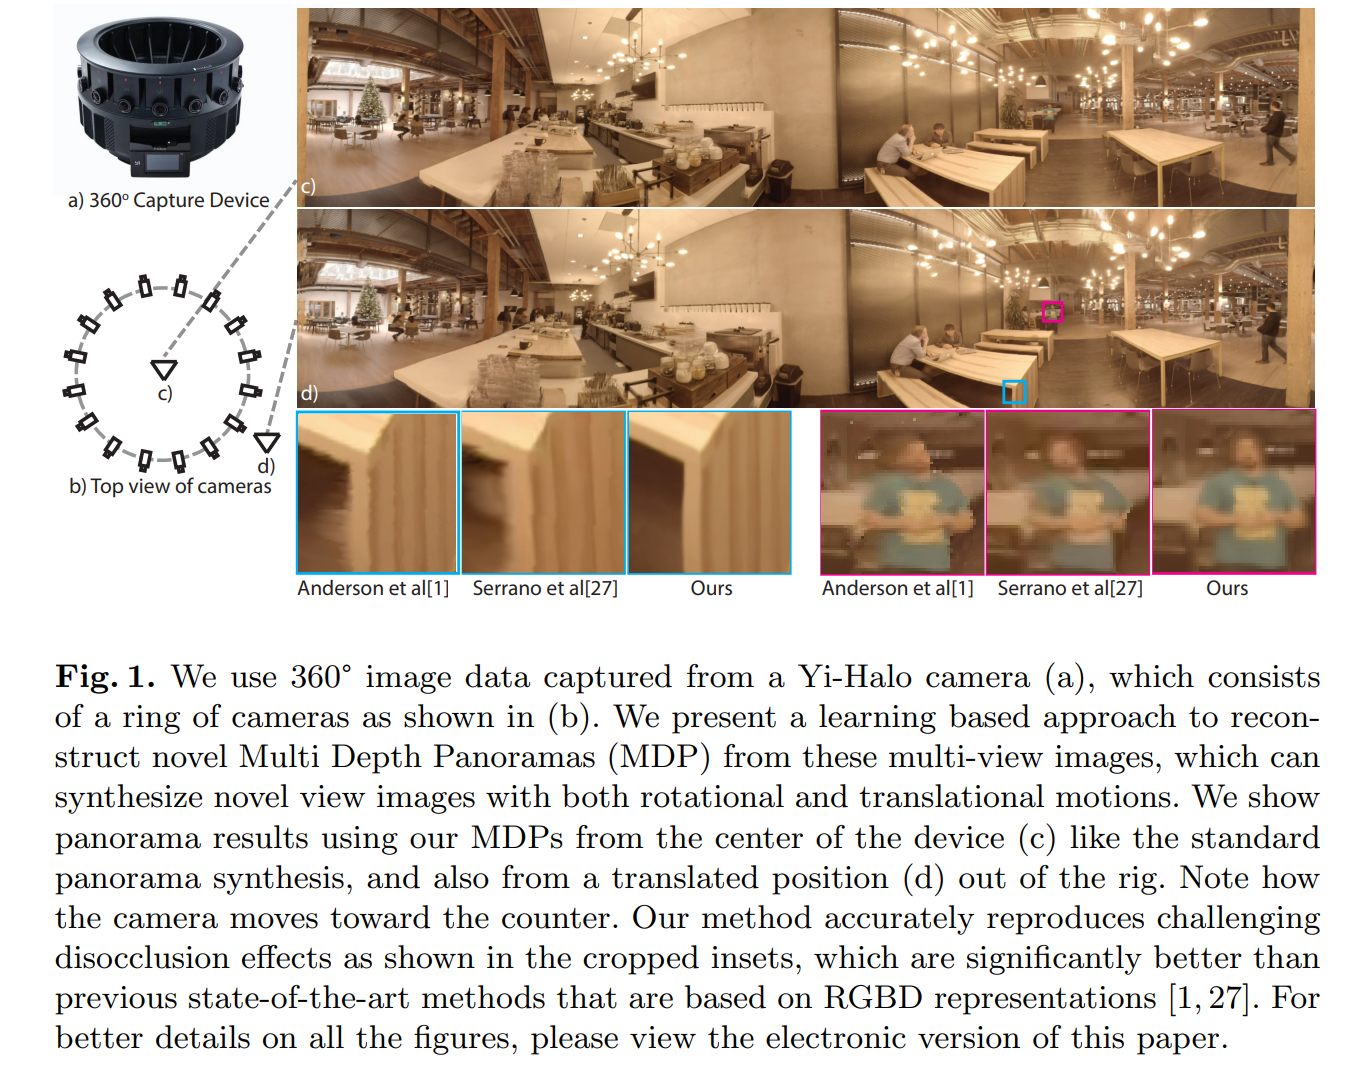 a) 360º Capture Device
c)
d)
c)
d)
b) Top view of cameras
Anderson et al[1] Serrano et al[27] Ours
Anderson et al[1] Serrano et al[27] Ours
Fig. 1. We use 360° image data captured from a Yi-Halo camera (a), which consists
of a ring of cameras as shown in (b). We present a learning based approach to recon-
struct novel Multi Depth Panoramas (MDP) from these multi-view images, which can
synthesize novel view images with both rotational and translational motions. We show
panorama results using our MDPs from the center of the device (c) like the standard
panorama synthesis, and also from a translated position (d) out of the rig. Note how
the camera moves toward the counter. Our method accurately reproduces challenging
disocclusion effects as shown in the cropped insets, which are significantly better than
previous state-of-the-art methods that are based on RGBD representations [1, 27]. For
better details on all the figures, please view the electronic version of this paper.